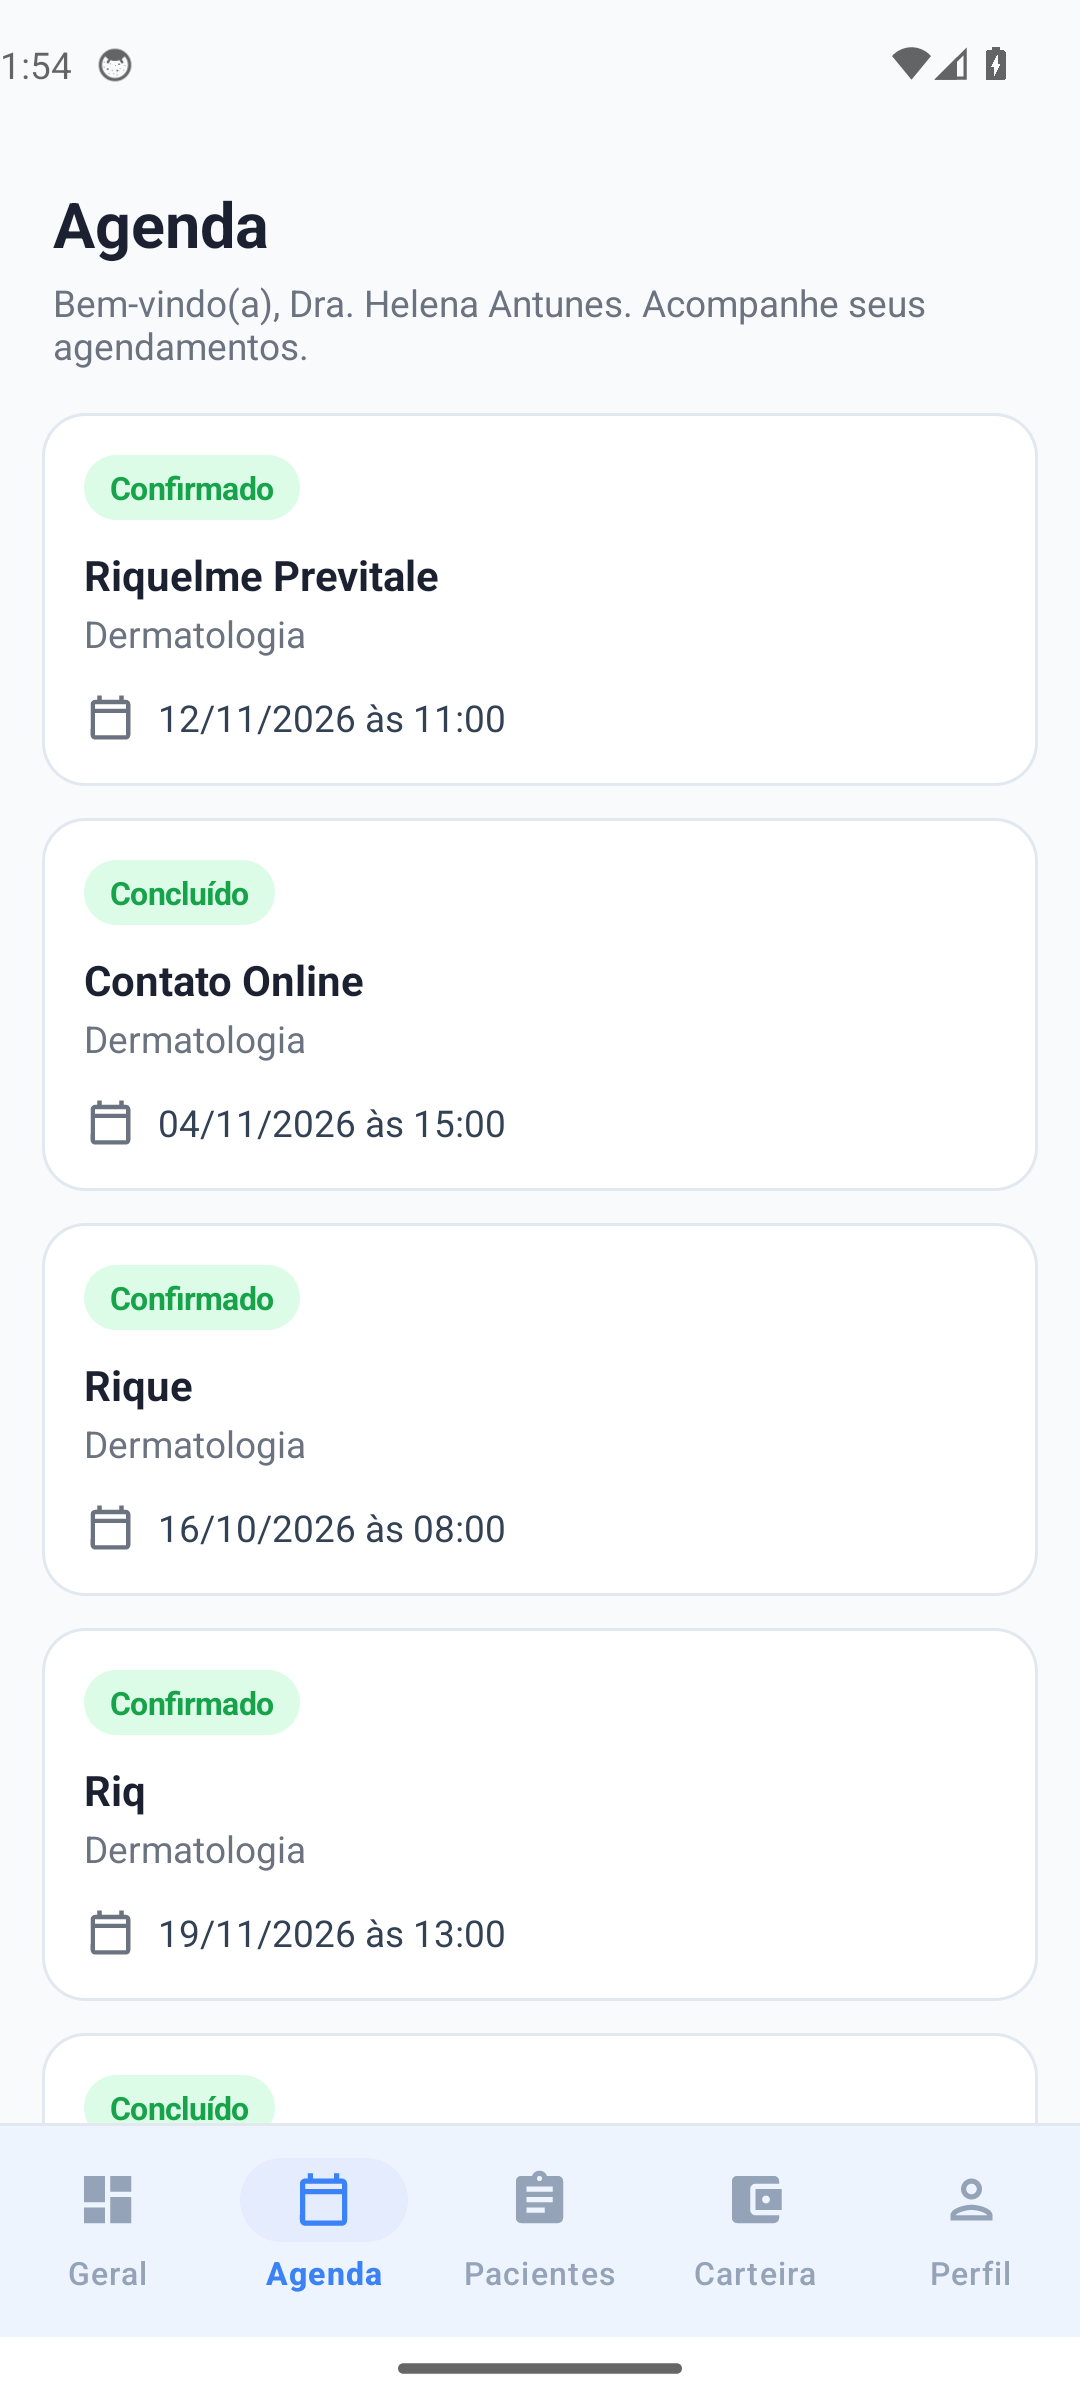 1:54
Agenda
Bem-vindo(a), Dra. Helena Antunes. Acompanhe seus
agendamentos.
Confirmado
Riquelme Previtale
Dermatologia
12/11/2026 às 11:00
Concluído
Contato Online
Dermatologia
04/11/2026 às 15:00
Confirmado
Rique
Dermatologia
16/10/2026 às 08:00
Confirmado
Riq
Dermatologia
19/11/2026 às 13:00
Concluído
Geral
Agenda
Pacientes
Carteira
Perfil